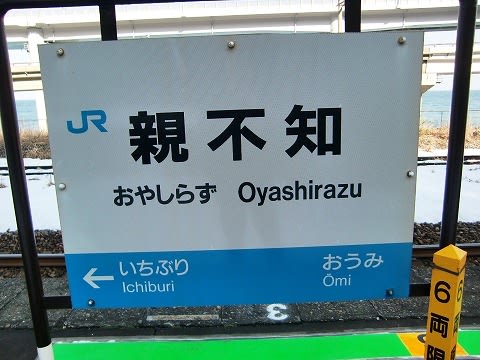 JR 親不知
おやしらず Oyashirazu
← いちぶり おうみ
Ichiburi Ōmi
3
6両